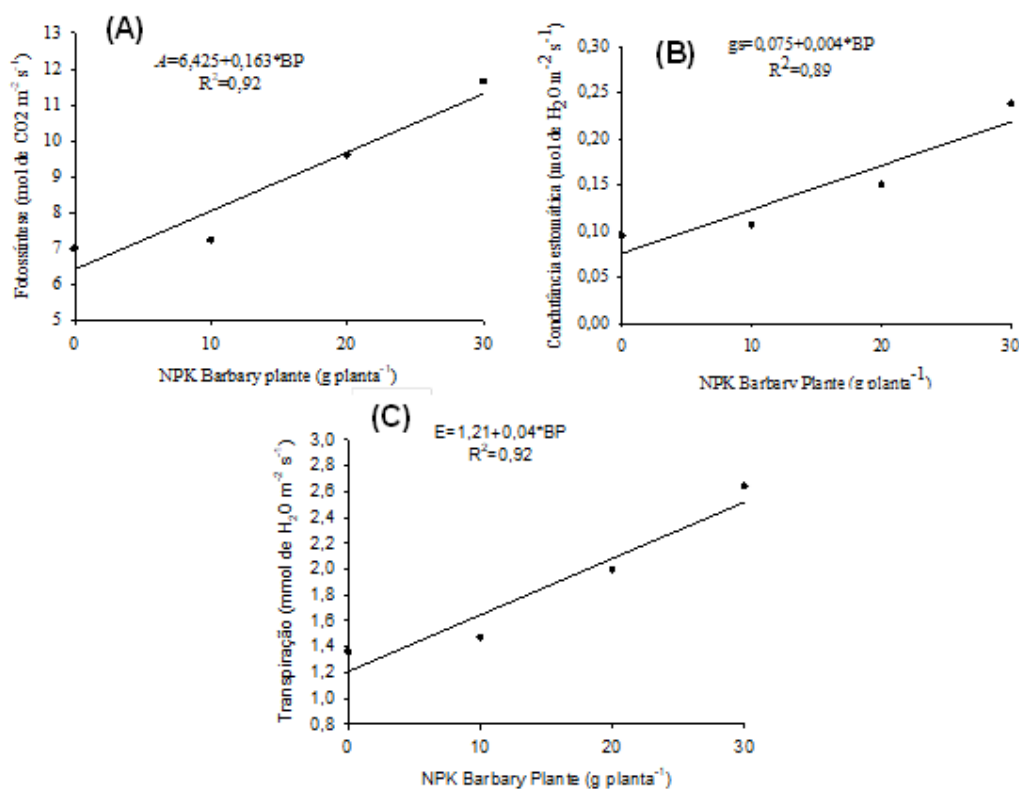 (A)
A=6,425+0,163*BP
R²=0,92
Fotossíntese (mol de CO2 m⁻² s⁻¹)
13
12
11
10
9
8
7
6
5
0 10 20 30
NPK Barbary plante (g planta⁻¹)
(B)
gs=0,075+0,004*BP
R²=0,89
Condutância estomática (mol de H₂O m⁻² s⁻¹)
0,30
0,25
0,20
0,15
0,10
0,05
0,00
0 10 20 30
NPK Barbary Plante (g planta⁻¹)
(C)
E=1,21+0,04*BP
R²=0,92
Transpiração (mmol de H₂O m⁻² s⁻¹)
3,0
2,8
2,6
2,4
2,2
2,0
1,8
1,6
1,4
1,2
1,0
0,8
0 10 20 30
NPK Barbary Plante (g planta⁻¹)